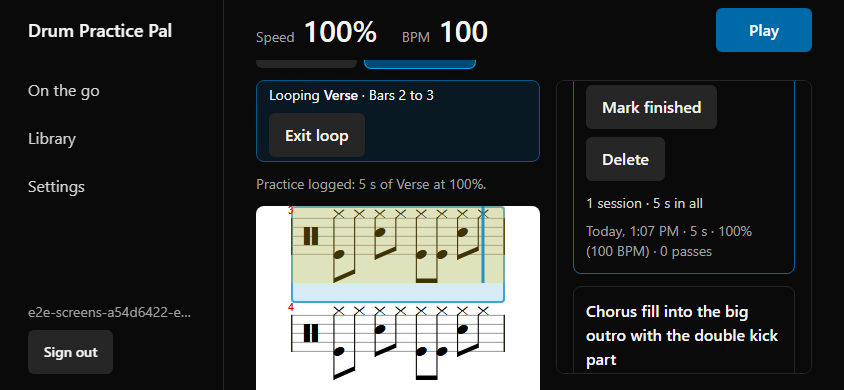 Drum Practice Pal
On the go
Library
Settings
e2e-screens-a54d6422-e...
Sign out
Speed 100% BPM 100
Play
Looping Verse · Bars 2 to 3
Exit loop
Practice logged: 5 s of Verse at 100%.
3
4
Mark finished
Delete
1 session · 5 s in all
Today, 1:07 PM · 5 s · 100%
(100 BPM) · 0 passes
Chorus fill into the big
outro with the double kick
part